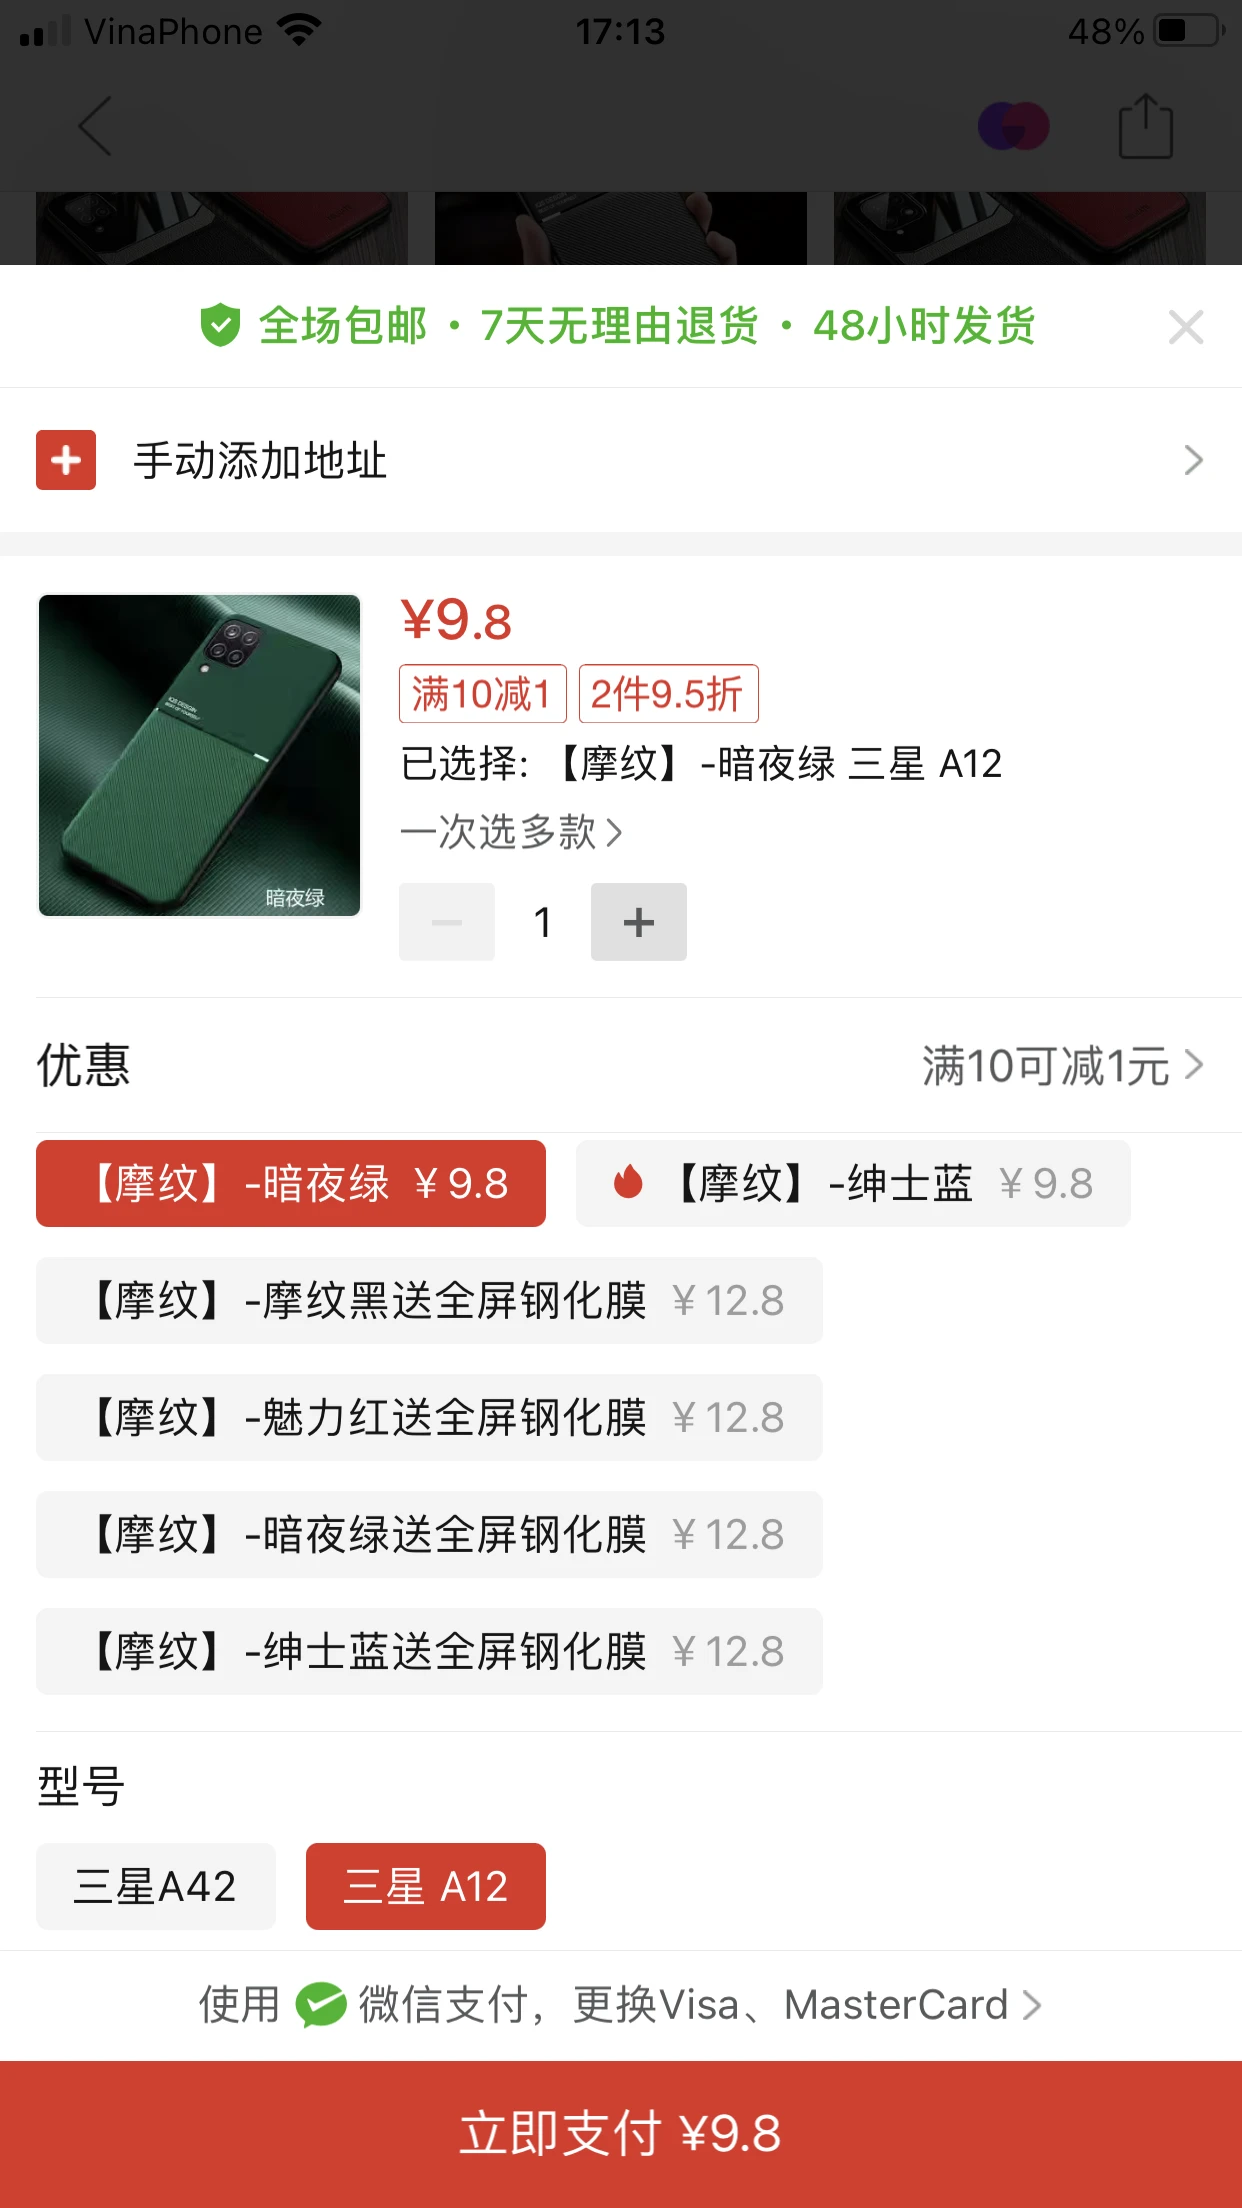 VinaPhone 17:13 48%
全场包邮 · 7天无理由退货 · 48小时发货
手动添加地址
¥9.8
满10减1 2件9.5折
已选择: 【摩纹】-暗夜绿 三星 A12
一次选多款
暗夜绿
1
优惠 满10可减1元
【摩纹】-暗夜绿 ¥9.8 【摩纹】-绅士蓝 ¥9.8
【摩纹】-摩纹黑送全屏钢化膜 ¥12.8
【摩纹】-魅力红送全屏钢化膜 ¥12.8
【摩纹】-暗夜绿送全屏钢化膜 ¥12.8
【摩纹】-绅士蓝送全屏钢化膜 ¥12.8
型号
三星A42 三星 A12
使用 微信支付，更换Visa、MasterCard
立即支付 ¥9.8